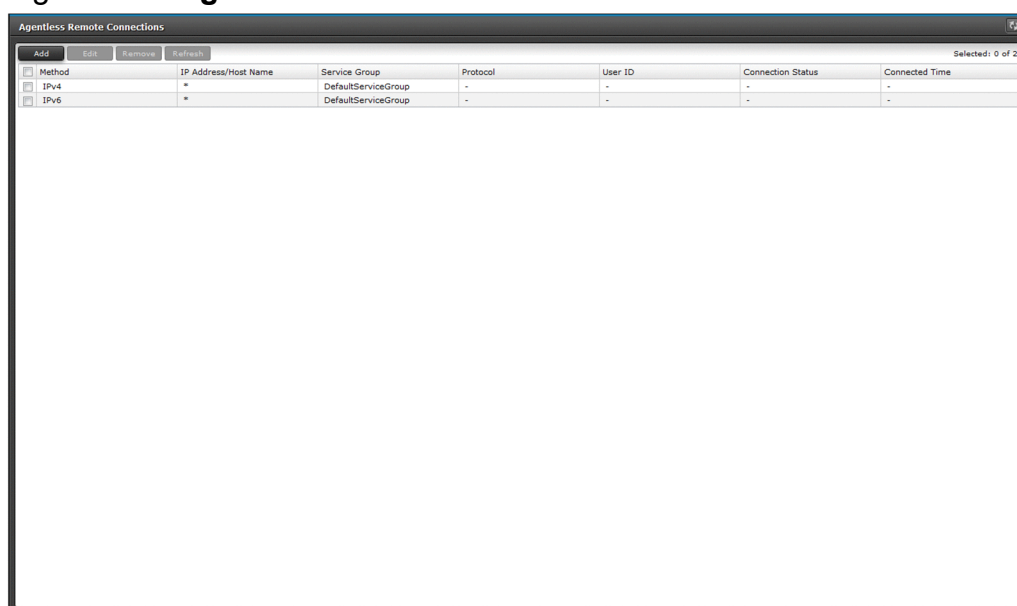 Agentless Remote Connections
Add Edit Remove Refresh Selected: 0 of 2
Method IP Address/Host Name Service Group Protocol User ID Connection Status Connected Time
IPv4 * DefaultServiceGroup - - - -
IPv6 * DefaultServiceGroup - - - -